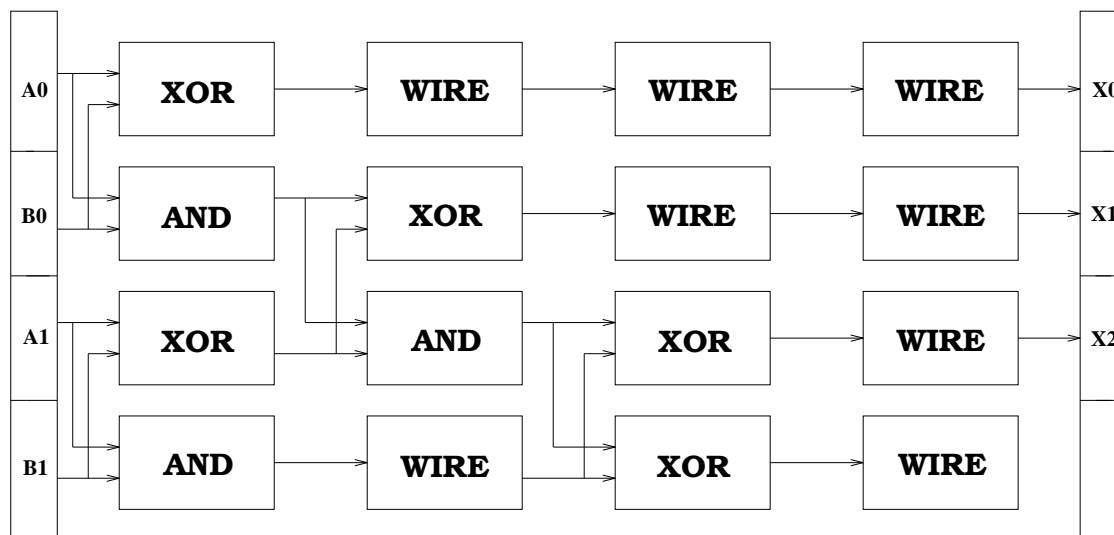 A0 XOR WIRE WIRE WIRE X0
B0 AND XOR WIRE WIRE X1
A1 XOR AND XOR WIRE X2
B1 AND WIRE XOR WIRE